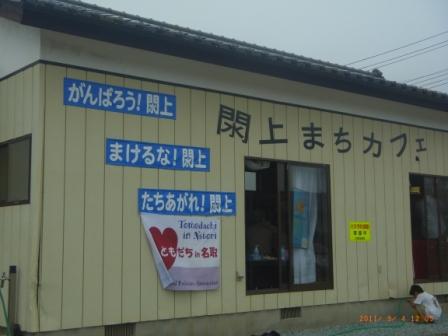 がんばろう!閖上
まけるな!閖上
たちあがれ!閖上
閖上まちカフェ
Tomodachi
in Natori
ともだち in 名取
2011/ 9/ 4 12:05